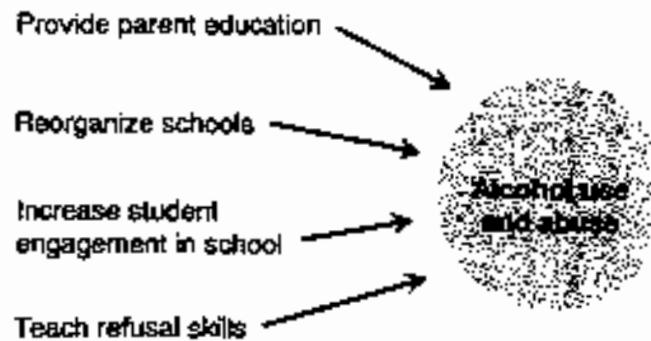 Provide parent education
Reorganize schools
Increase student
engagement in school
Teach refusal skills
Alcohol use
and abuse